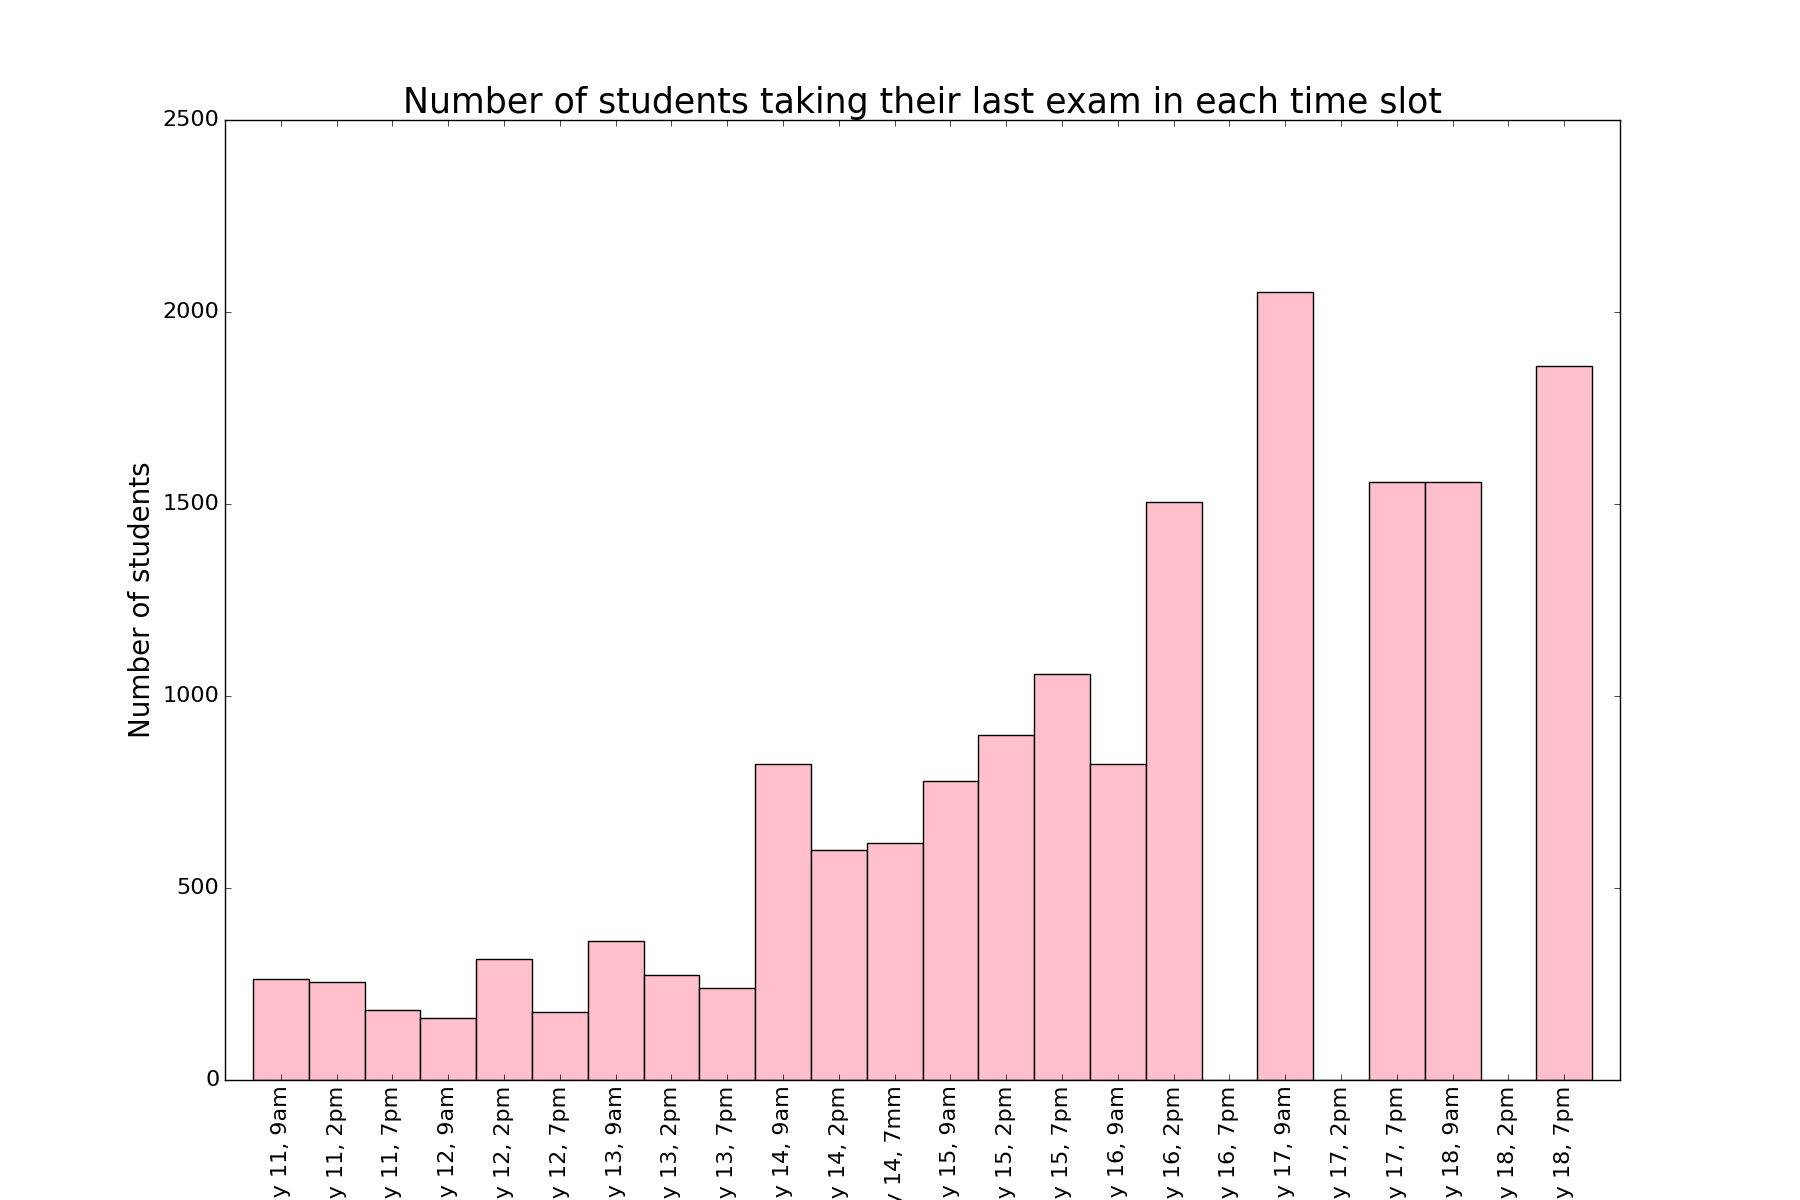 Number of students taking their last exam in each time slot
2500
2000
1500
1000
500
0
Number of students
y 11, 9am
y 11, 2pm
y 11, 7pm
y 12, 9am
y 12, 2pm
y 12, 7pm
y 13, 9am
y 13, 2pm
y 13, 7pm
y 14, 9am
y 14, 2pm
y 14, 7mm
y 15, 9am
y 15, 2pm
y 15, 7pm
y 16, 9am
y 16, 2pm
y 16, 7pm
y 17, 9am
y 17, 2pm
y 17, 7pm
y 18, 9am
y 18, 2pm
y 18, 7pm